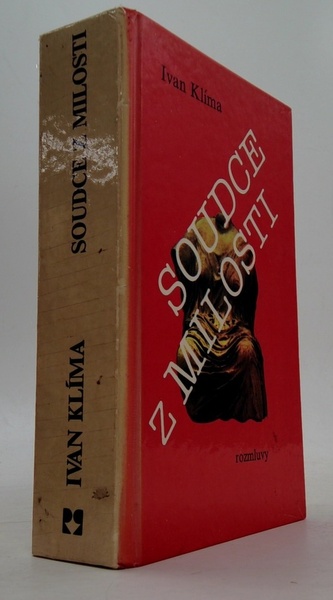 IVAN KLÍMA SOUDCE Z MILOSTI
Ivan Klíma
SOUDCE
Z MILOSTI
rozmluvy